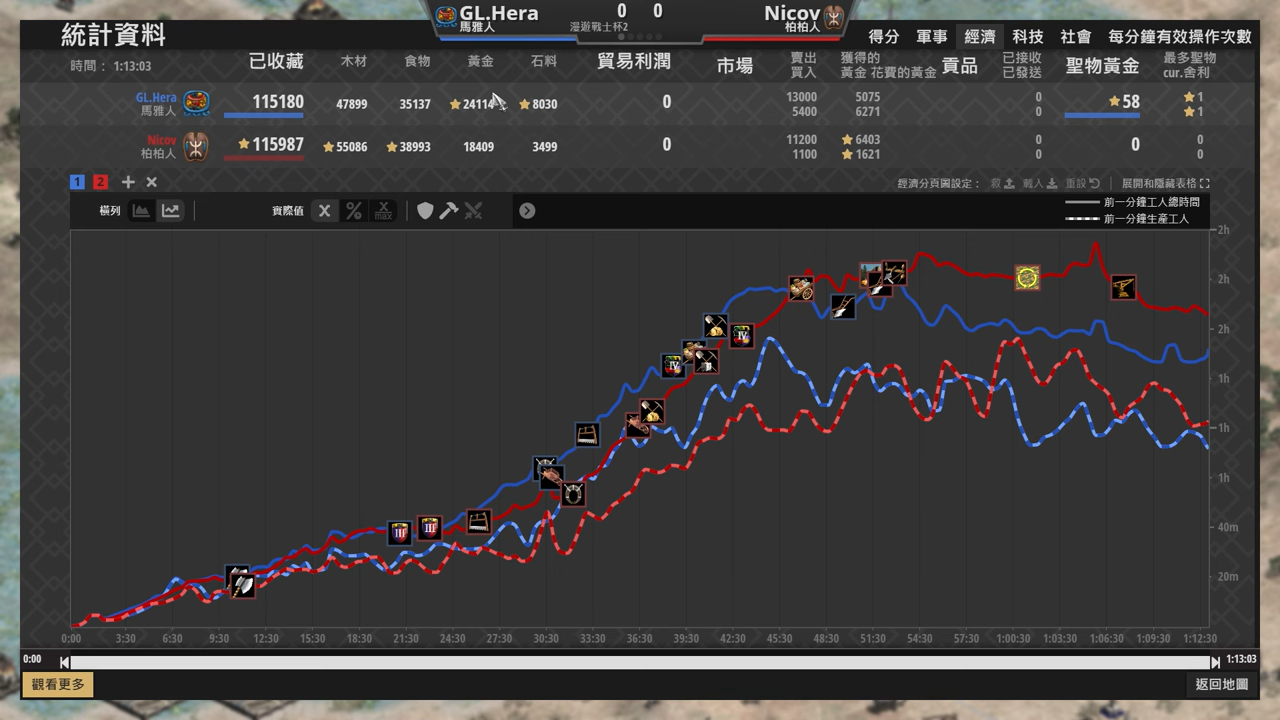 GL.Hera
馬雅人
0 0
漫遊戰士杯2
Nicov
柏柏人
統計資料
得分 軍事 經濟 科技 社會 每分鐘有效操作次數
時間： 1:13:03
已收藏 木材 食物 黃金 石料 貿易利潤 市場
賣出
買入
獲得的
黃金 花費的黃金
貢品
已接收
已發送
聖物黃金
最多聖物
cur.舍利
GL.Hera
馬雅人
115180 47899 35137 24114 8030 0
13000
5400
5075
6271
0
0
58
1
1
Nicov
柏柏人
115987 55086 38993 18409 3499 0
11200
1100
6403
1621
0
0
0
0
0
1 2
經濟分頁圖設定： 救 載入 重設 展開和隱藏表格
橫列 實際值 X % X/max
前一分鐘工人總時間
前一分鐘生產工人
2h
2h
2h
1h
1h
1h
40m
20m
IV
IV
III
III
0:00 3:30 6:30 9:30 12:30 15:30 18:30 21:30 24:30 27:30 30:30 33:30 36:30 39:30 42:30 45:30 48:30 51:30 54:30 57:30 1:00:30 1:03:30 1:06:30 1:09:30 1:12:30
0:00 1:13:03
觀看更多 返回地圖